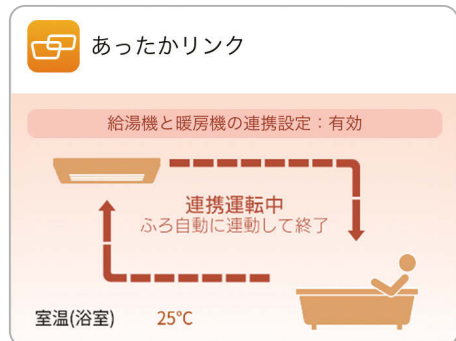 あったかリンク
給湯機と暖房機の連携設定：有効
連携運転中
ふろ自動に連動して終了
室温(浴室) 25°C